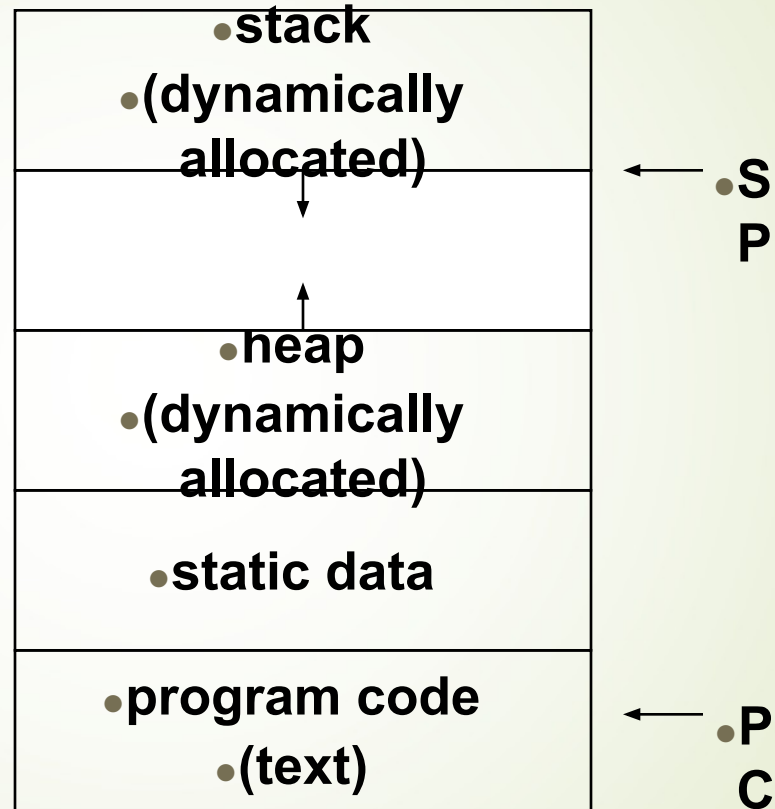 •stack
•(dynamically
allocated)
•S
P
•heap
•(dynamically
allocated)
•static data
•program code
•(text)
•P
C